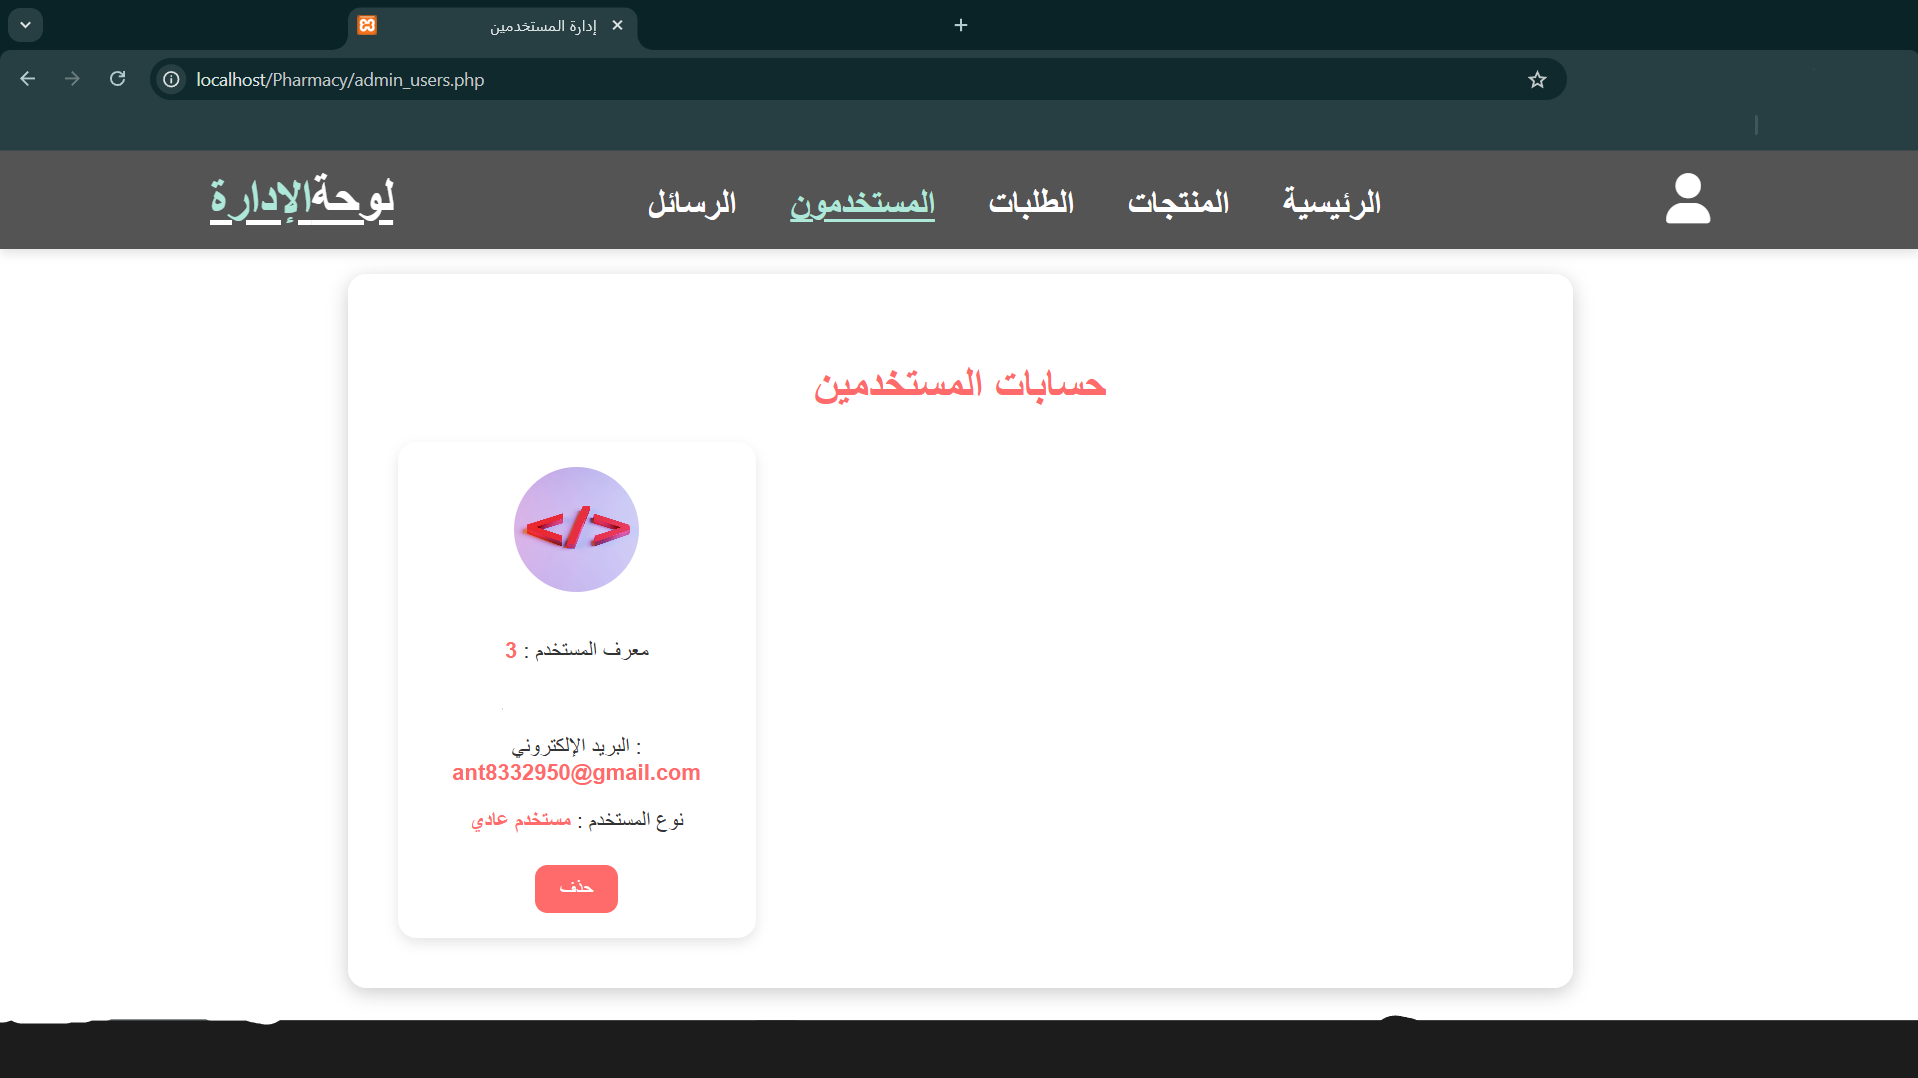 إدارة المستخدمين
localhost/Pharmacy/admin_users.php
لوحةالإدارة
الرئيسية المنتجات الطلبات المستخدمون الرسائل
حسابات المستخدمين
</>
معرف المستخدم : 3
البريد الإلكتروني :
ant8332950@gmail.com
نوع المستخدم : مستخدم عادي
حذف